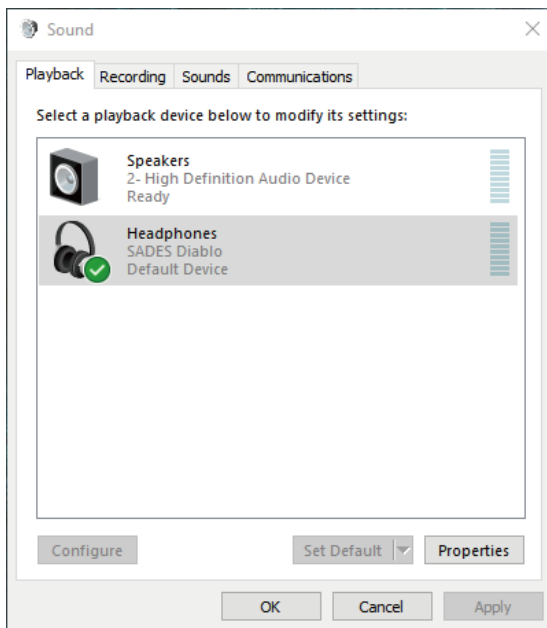 Sound
Playback Recording Sounds Communications
Select a playback device below to modify its settings:
Speakers
2- High Definition Audio Device
Ready
Headphones
SADES Diablo
Default Device
Configure Set Default Properties
OK Cancel Apply